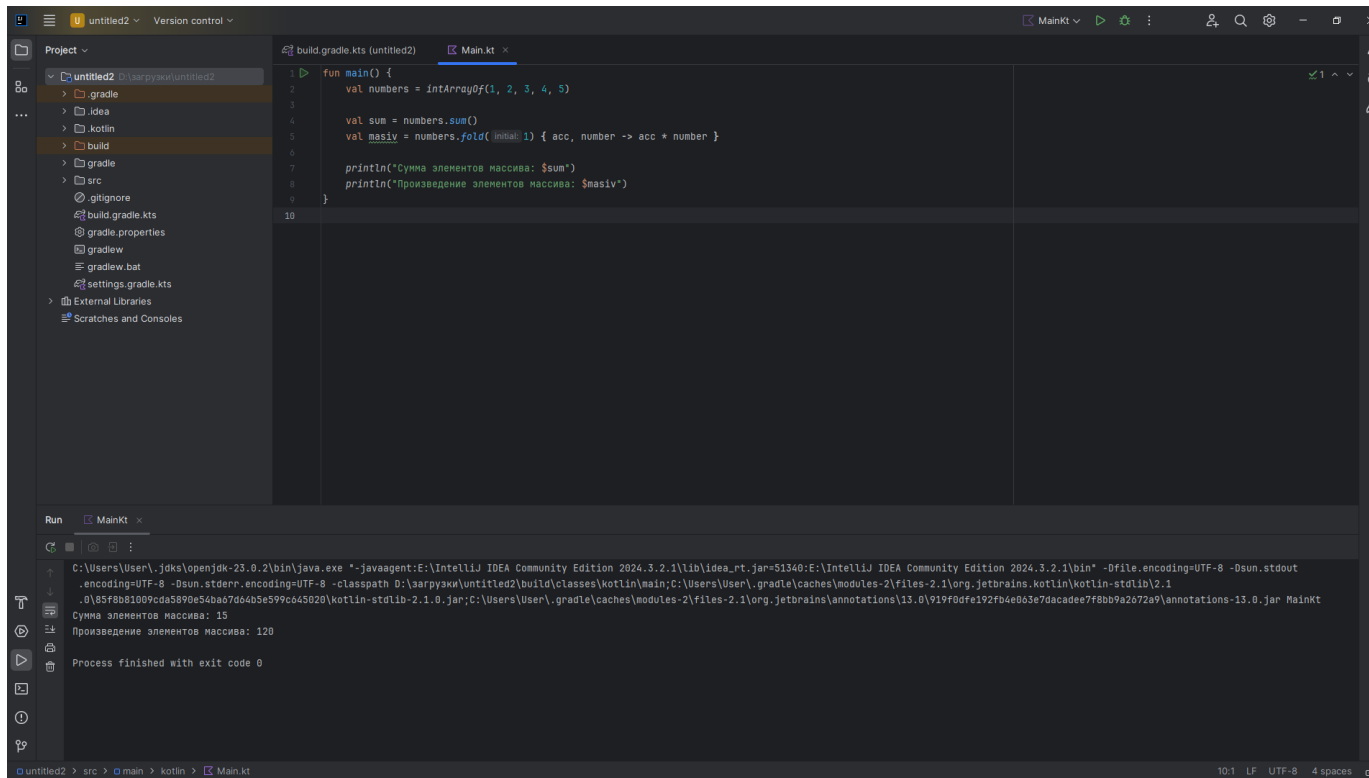 U untitled2 Version control MainKt
Project
build.gradle.kts (untitled2) Main.kt
untitled2 D:\загрузки\untitled2
.gradle
.idea
.kotlin
build
gradle
src
.gitignore
build.gradle.kts
gradle.properties
gradlew
gradlew.bat
settings.gradle.kts
External Libraries
Scratches and Consoles
1 fun main() {
2 val numbers = intArrayOf(1, 2, 3, 4, 5)
3
4 val sum = numbers.sum()
5 val masiv = numbers.fold( initial: 1) { acc, number -> acc * number }
6
7 println("Сумма элементов массива: $sum")
8 println("Произведение элементов массива: $masiv")
9 }
10
1
Run MainKt
C:\Users\User\.jdks\openjdk-23.0.2\bin\java.exe "-javaagent:E:\IntelliJ IDEA Community Edition 2024.3.2.1\lib\idea_rt.jar=51340:E:\IntelliJ IDEA Community Edition 2024.3.2.1\bin" -Dfile.encoding=UTF-8 -Dsun.stdout
.encoding=UTF-8 -Dsun.stderr.encoding=UTF-8 -classpath D:\загрузки\untitled2\build\classes\kotlin\main;C:\Users\User\.gradle\caches\modules-2\files-2.1\org.jetbrains.kotlin\kotlin-stdlib\2.1
.0\85f8b81009cda5890e54ba67d64b5e599c645020\kotlin-stdlib-2.1.0.jar;C:\Users\User\.gradle\caches\modules-2\files-2.1\org.jetbrains\annotations\13.0\919f0dfe192fb4e063e7dacadee7f8bb9a2672a9\annotations-13.0.jar MainKt
Сумма элементов массива: 15
Произведение элементов массива: 120
Process finished with exit code 0
untitled2 > src > main > kotlin > Main.kt 10:1 LF UTF-8 4 spaces